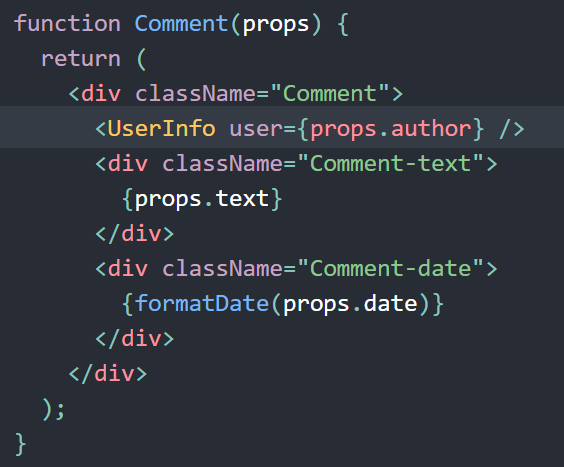 function Comment(props) {
  return (
    <div className="Comment">
      <UserInfo user={props.author} />
      <div className="Comment-text">
        {props.text}
      </div>
      <div className="Comment-date">
        {formatDate(props.date)}
      </div>
    </div>
  );
}